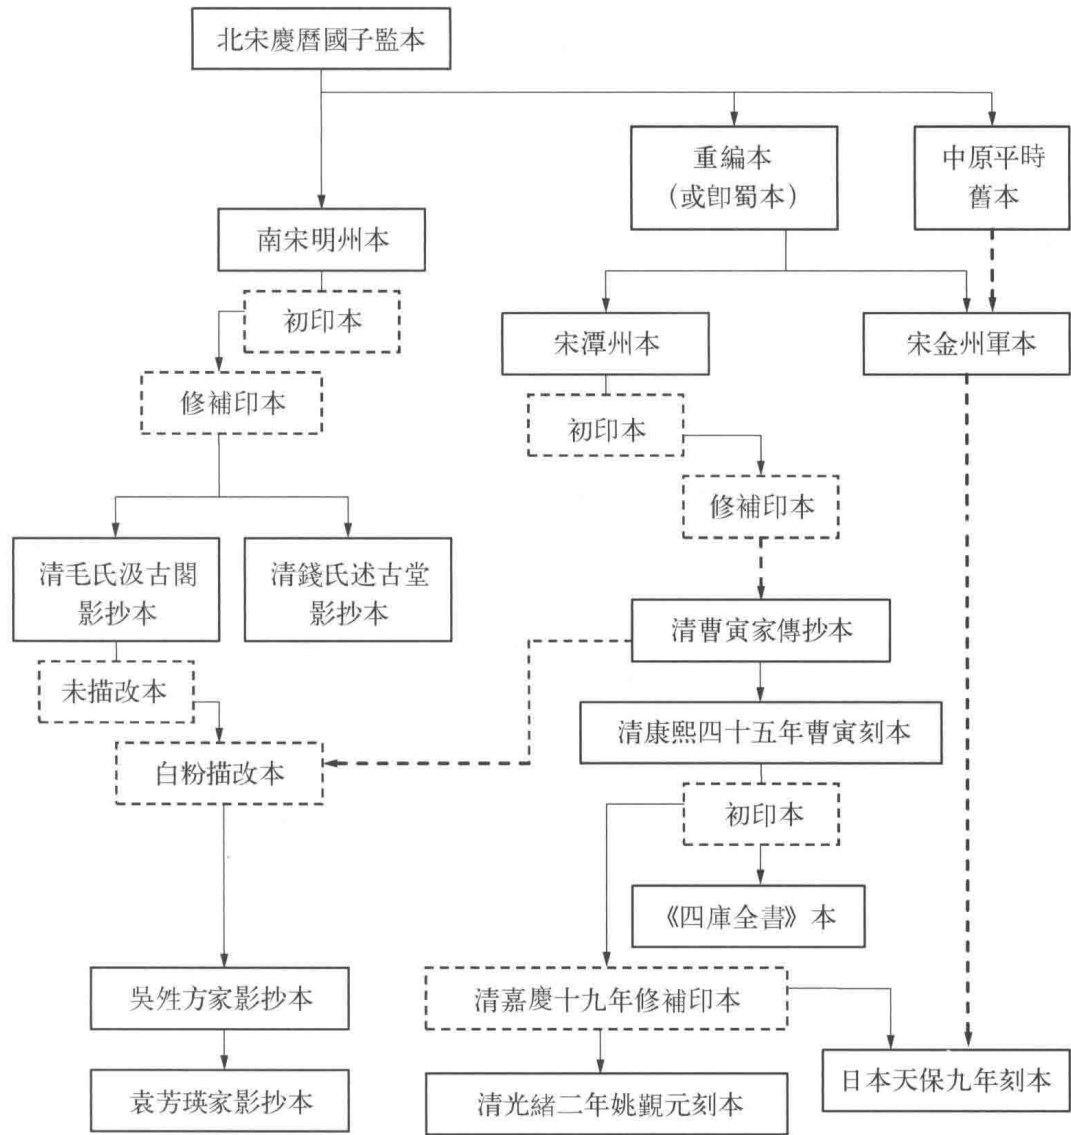 北宋慶曆國子監本
重編本
（或卽蜀本）
中原平時
舊本
南宋明州本
初印本
宋潭州本
宋金州軍本
修補印本
初印本
修補印本
清毛氏汲古閣
影抄本
清錢氏述古堂
影抄本
清曹寅家傳抄本
未描改本
清康熙四十五年曹寅刻本
白粉描改本
初印本
《四庫全書》本
吳姓方家影抄本
清嘉慶十九年修補印本
日本天保九年刻本
袁芳瑛家影抄本
清光緒二年姚覲元刻本